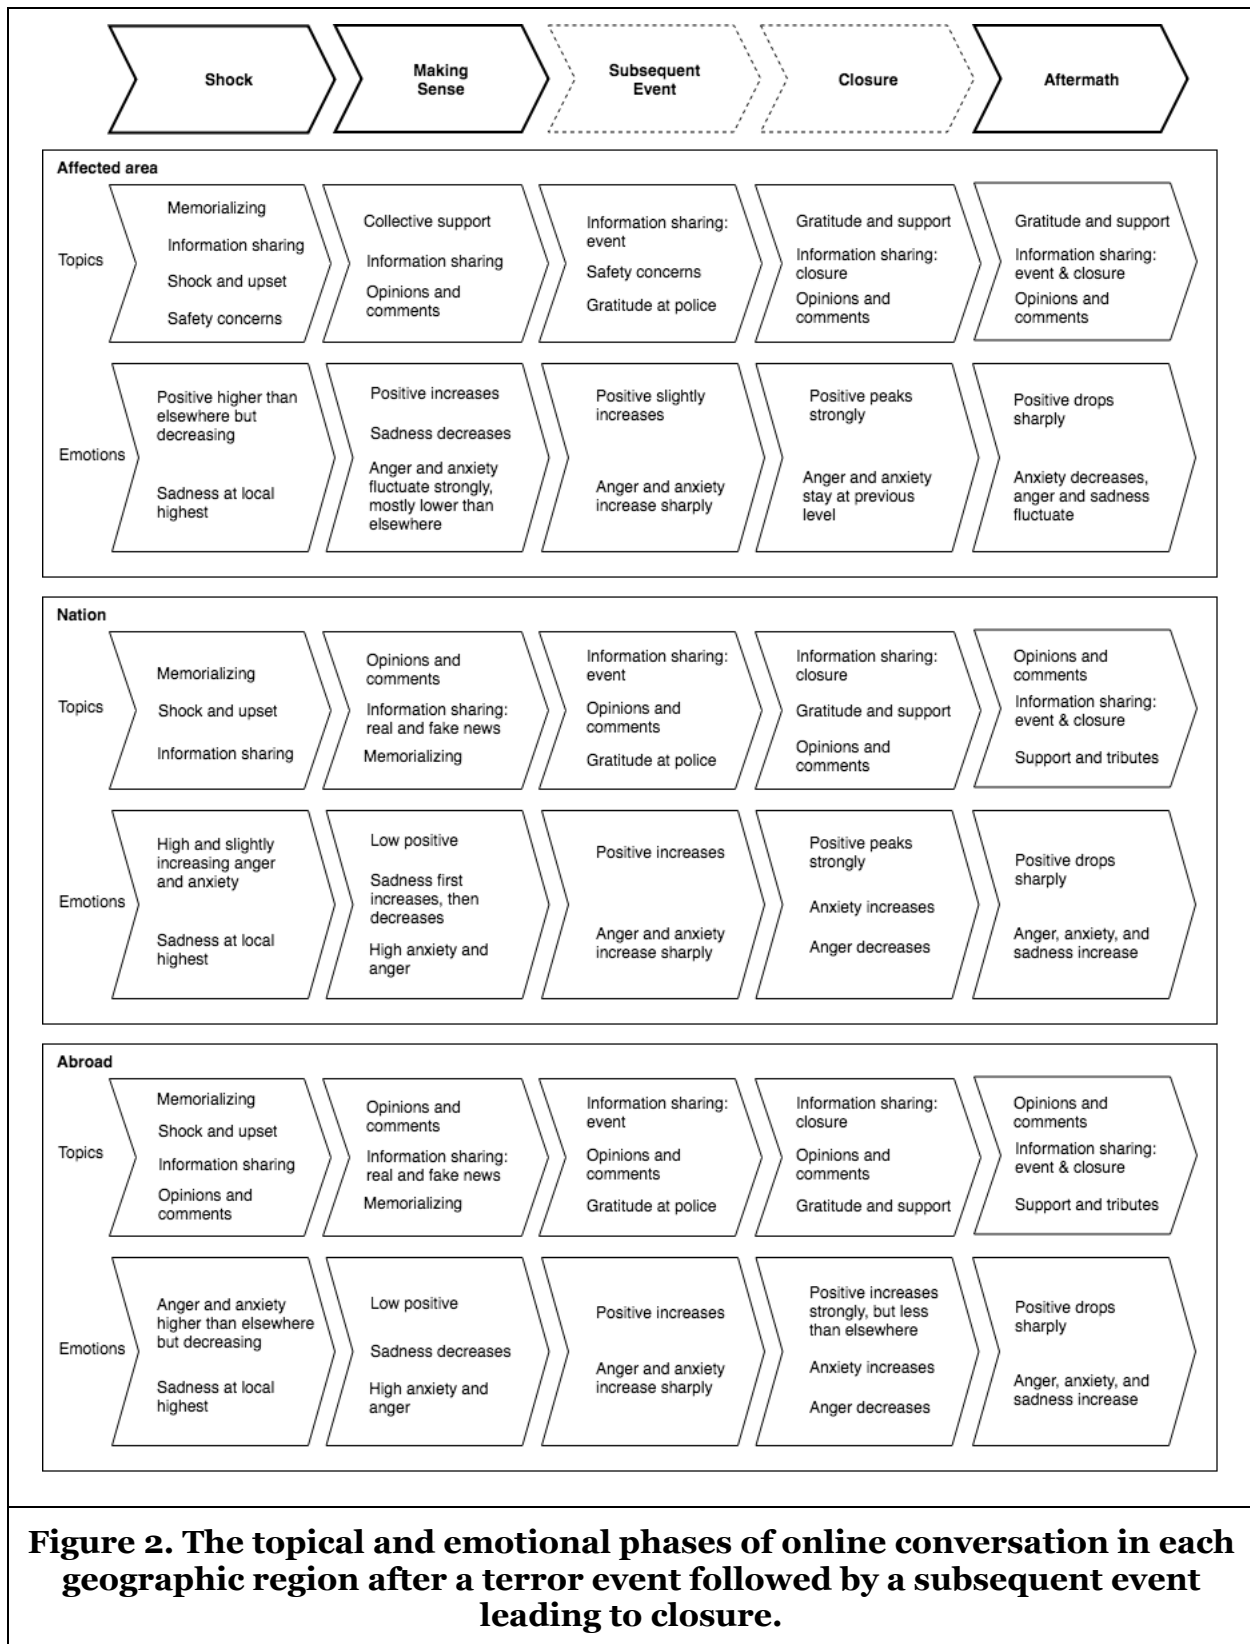 Shock
Making
Sense
Subsequent
Event
Closure
Aftermath
Affected area
Topics
Memorializing
Information sharing
Shock and upset
Safety concerns
Collective support
Information sharing
Opinions and
comments
Information sharing:
event
Safety concerns
Gratitude at police
Gratitude and support
Information sharing:
closure
Opinions and
comments
Gratitude and support
Information sharing:
event & closure
Opinions and
comments
Emotions
Positive higher than
elsewhere but
decreasing
Sadness at local
highest
Positive increases
Sadness decreases
Anger and anxiety
fluctuate strongly,
mostly lower than
elsewhere
Positive slightly
increases
Anger and anxiety
increase sharply
Positive peaks
strongly
Anger and anxiety
stay at previous
level
Positive drops
sharply
Anxiety decreases,
anger and sadness
fluctuate
Nation
Topics
Memorializing
Shock and upset
Information sharing
Opinions and
comments
Information sharing:
real and fake news
Memorializing
Information sharing:
event
Opinions and
comments
Gratitude at police
Information sharing:
closure
Gratitude and support
Opinions and
comments
Opinions and
comments
Information sharing:
event & closure
Support and tributes
Emotions
High and slightly
increasing anger
and anxiety
Sadness at local
highest
Low positive
Sadness first
increases, then
decreases
High anxiety and
anger
Positive increases
Anger and anxiety
increase sharply
Positive peaks
strongly
Anxiety increases
Anger decreases
Positive drops
sharply
Anger, anxiety, and
sadness increase
Abroad
Topics
Memorializing
Shock and upset
Information sharing
Opinions and
comments
Opinions and
comments
Information sharing:
real and fake news
Memorializing
Information sharing:
event
Opinions and
comments
Gratitude at police
Information sharing:
closure
Opinions and
comments
Gratitude and support
Opinions and
comments
Information sharing:
event & closure
Support and tributes
Emotions
Anger and anxiety
higher than elsewhere
but decreasing
Sadness at local
highest
Low positive
Sadness decreases
High anxiety and
anger
Positive increases
Anger and anxiety
increase sharply
Positive increases
strongly, but less
than elsewhere
Anxiety increases
Anger decreases
Positive drops
sharply
Anger, anxiety, and
sadness increase
Figure 2. The topical and emotional phases of online conversation in each
geographic region after a terror event followed by a subsequent event
leading to closure.